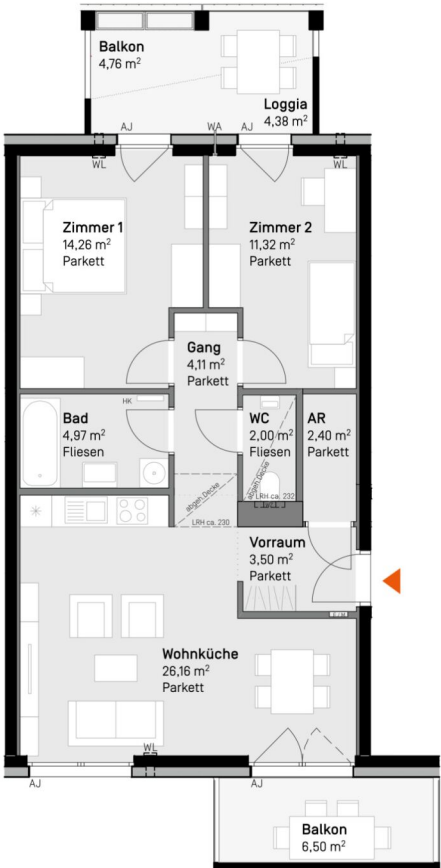 Balkon
4,76 m²
Loggia
4,38 m²
AJ
WA
AJ
WL
WL
Zimmer 1
14,26 m²
Parkett
Zimmer 2
11,32 m²
Parkett
Gang
4,11 m²
Parkett
HK
Bad
4,97 m²
Fliesen
WC
2,00 m²
Fliesen
AR
2,40 m²
Parkett
abgeh.Decke
abgeh.Decke
LRH ca. 232
LRH ca. 230
Vorraum
3,50 m²
Parkett
Wohnküche
26,16 m²
Parkett
WL
AJ
AJ
Balkon
6,50 m²